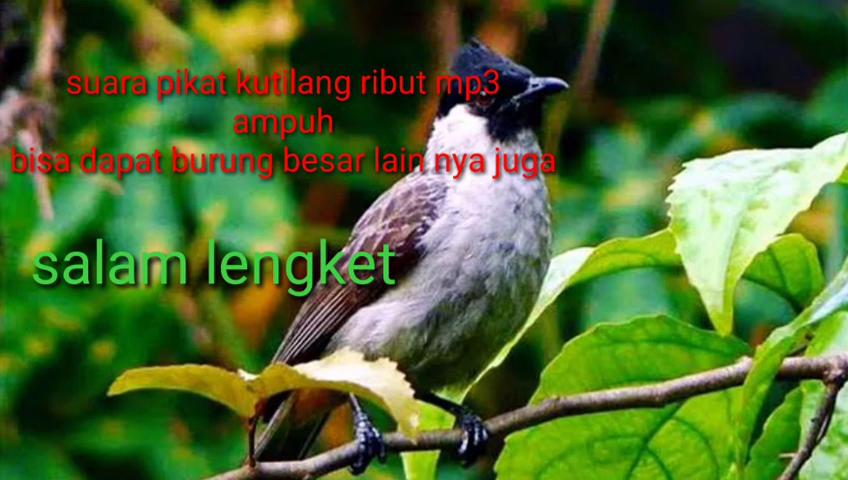 suara pikat kutilang ribut mp3
ampuh
bisa dapat burung besar lain nya juga
salam lengket